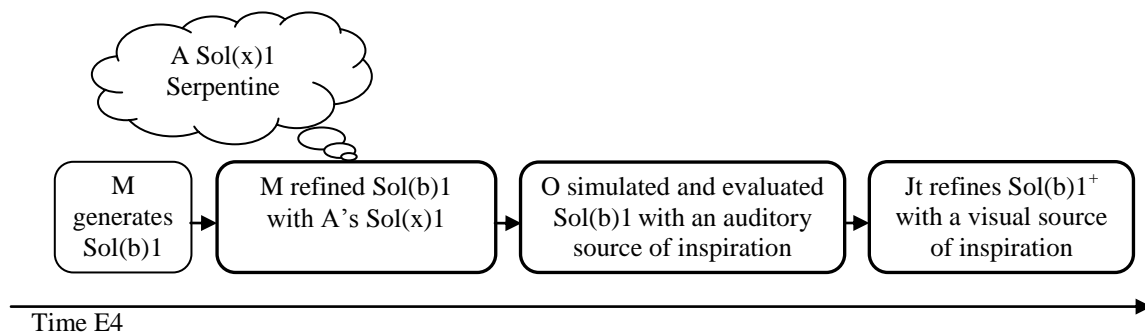 A Sol(x)1
Serpentine
M
generates
Sol(b)1
M refined Sol(b)1
with A’s Sol(x)1
O simulated and evaluated
Sol(b)1 with an auditory
source of inspiration
Jt refines Sol(b)1⁺
with a visual source
of inspiration
Time E4